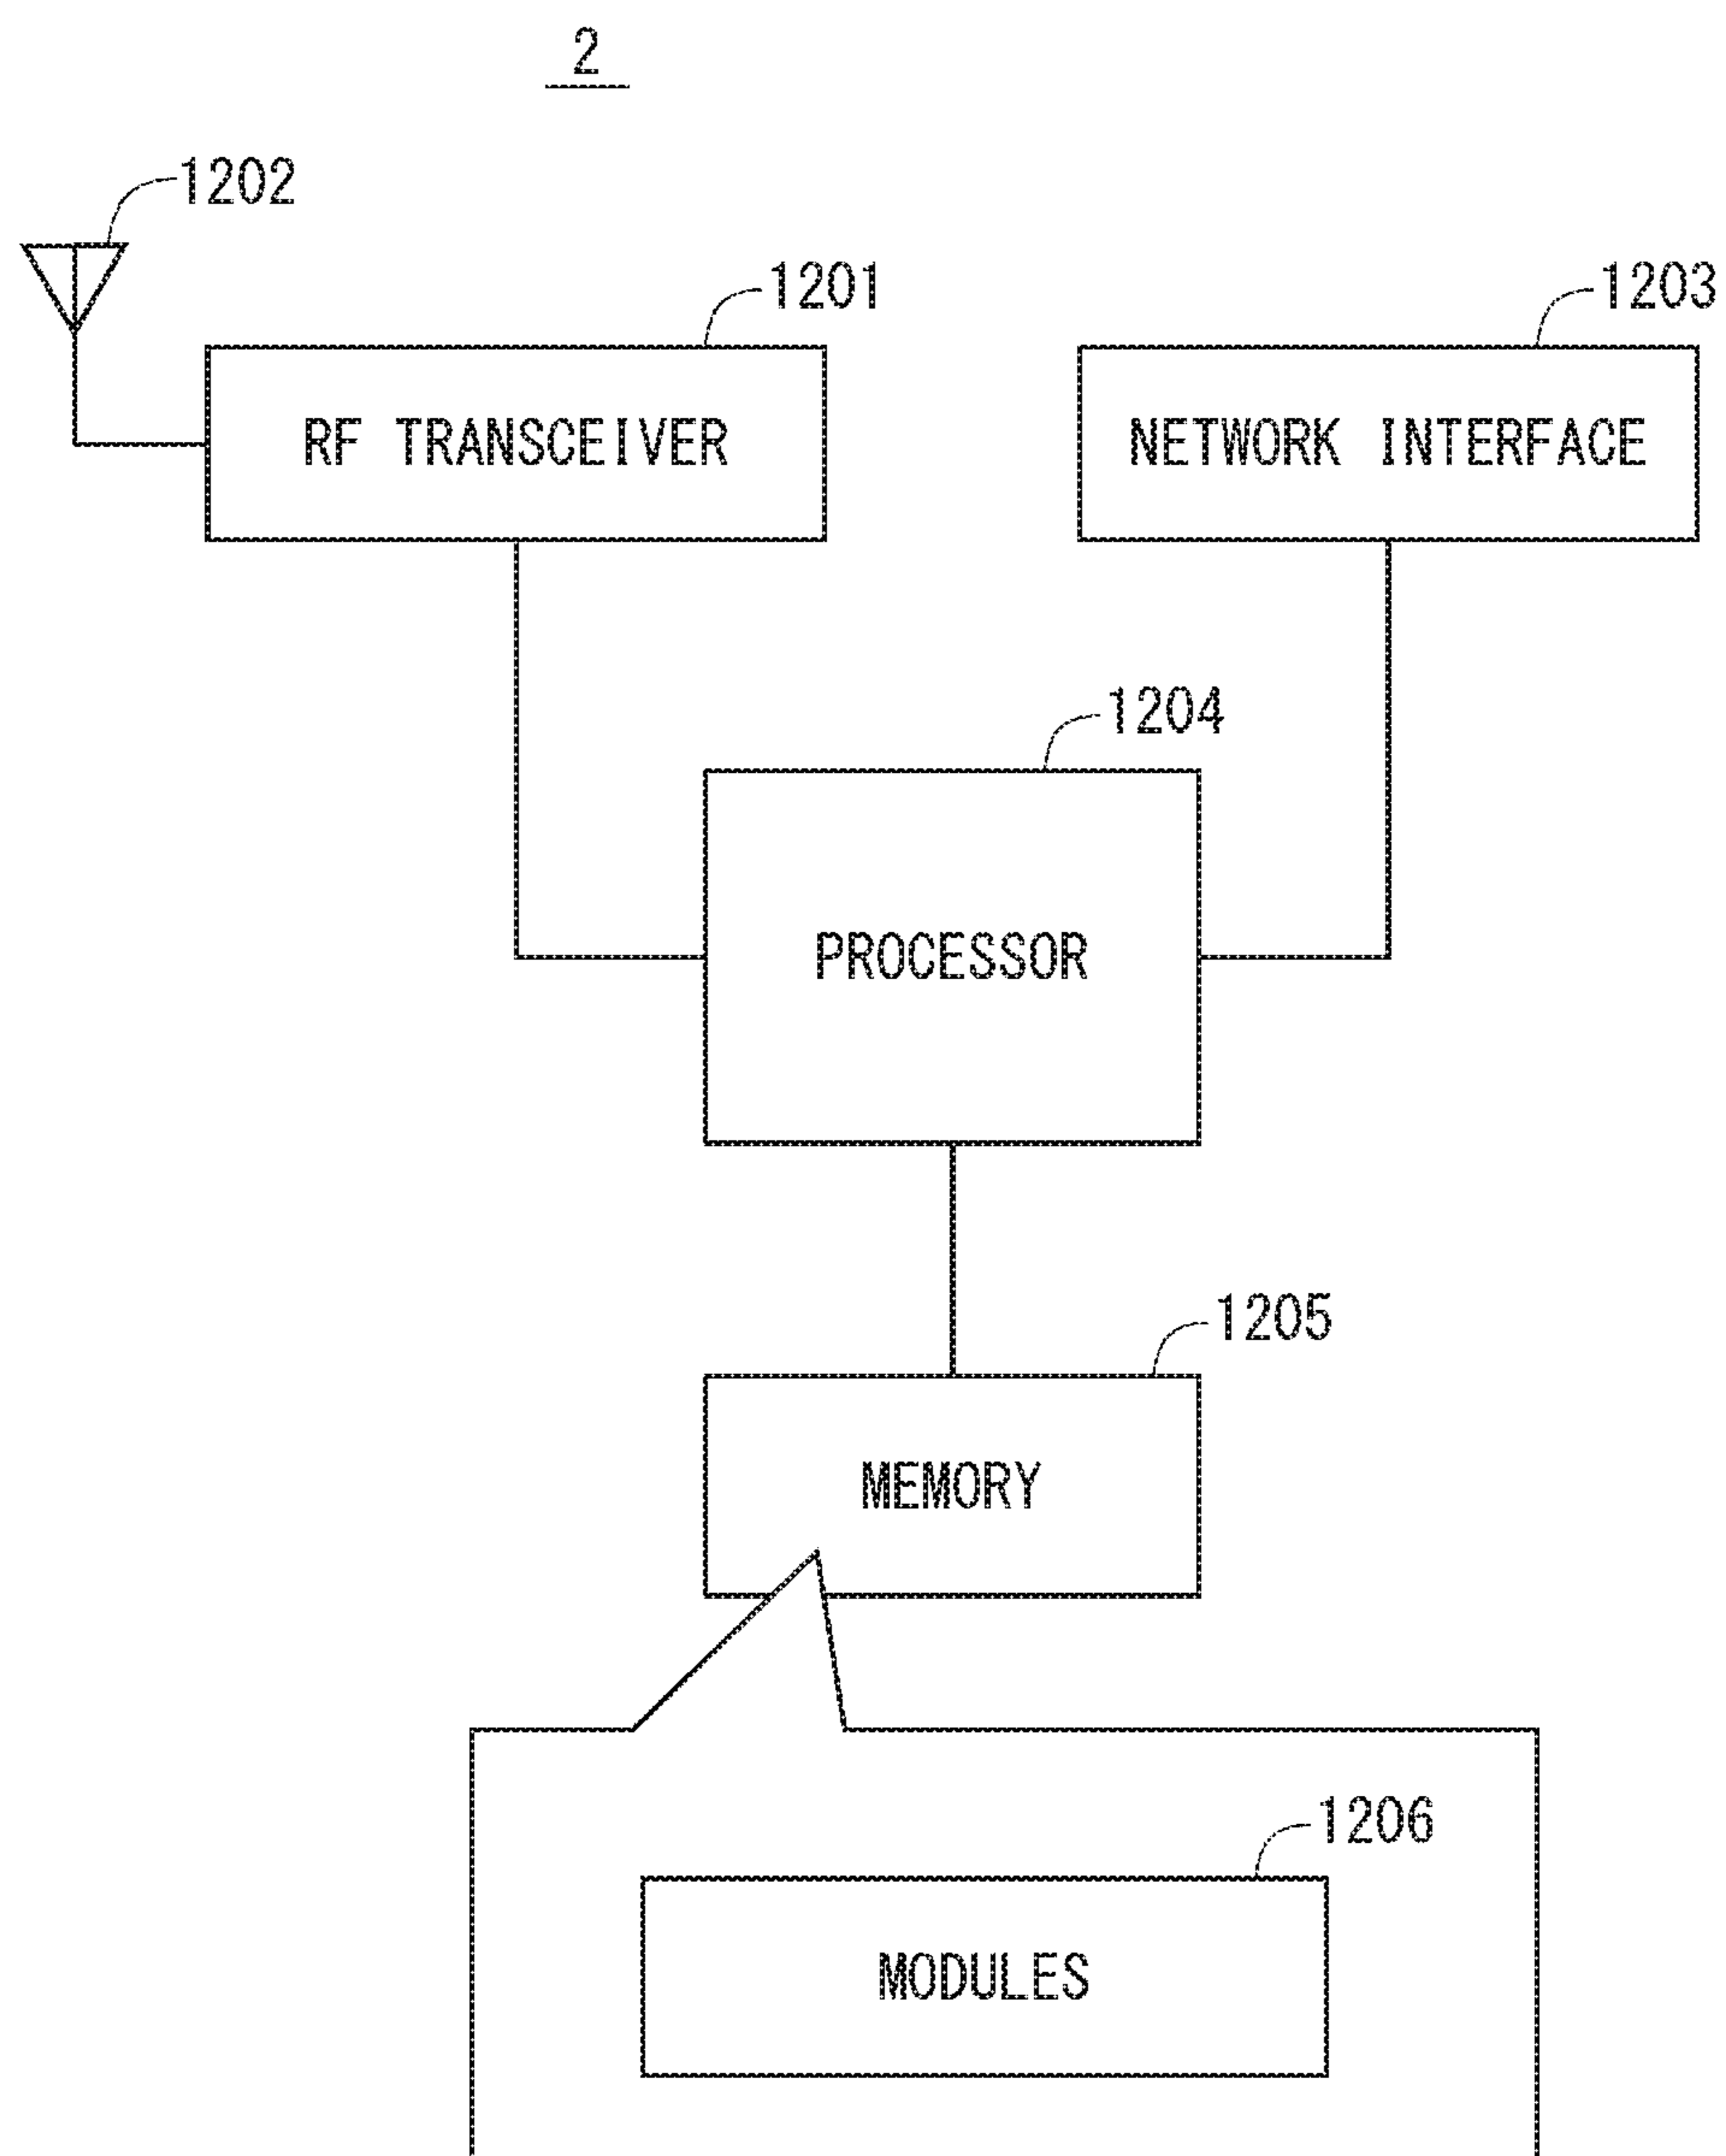 2
1202
1201
1203
RF TRANSCEIVER
NETWORK INTERFACE
1204
PROCESSOR
1205
MEMORY
1206
MODULES